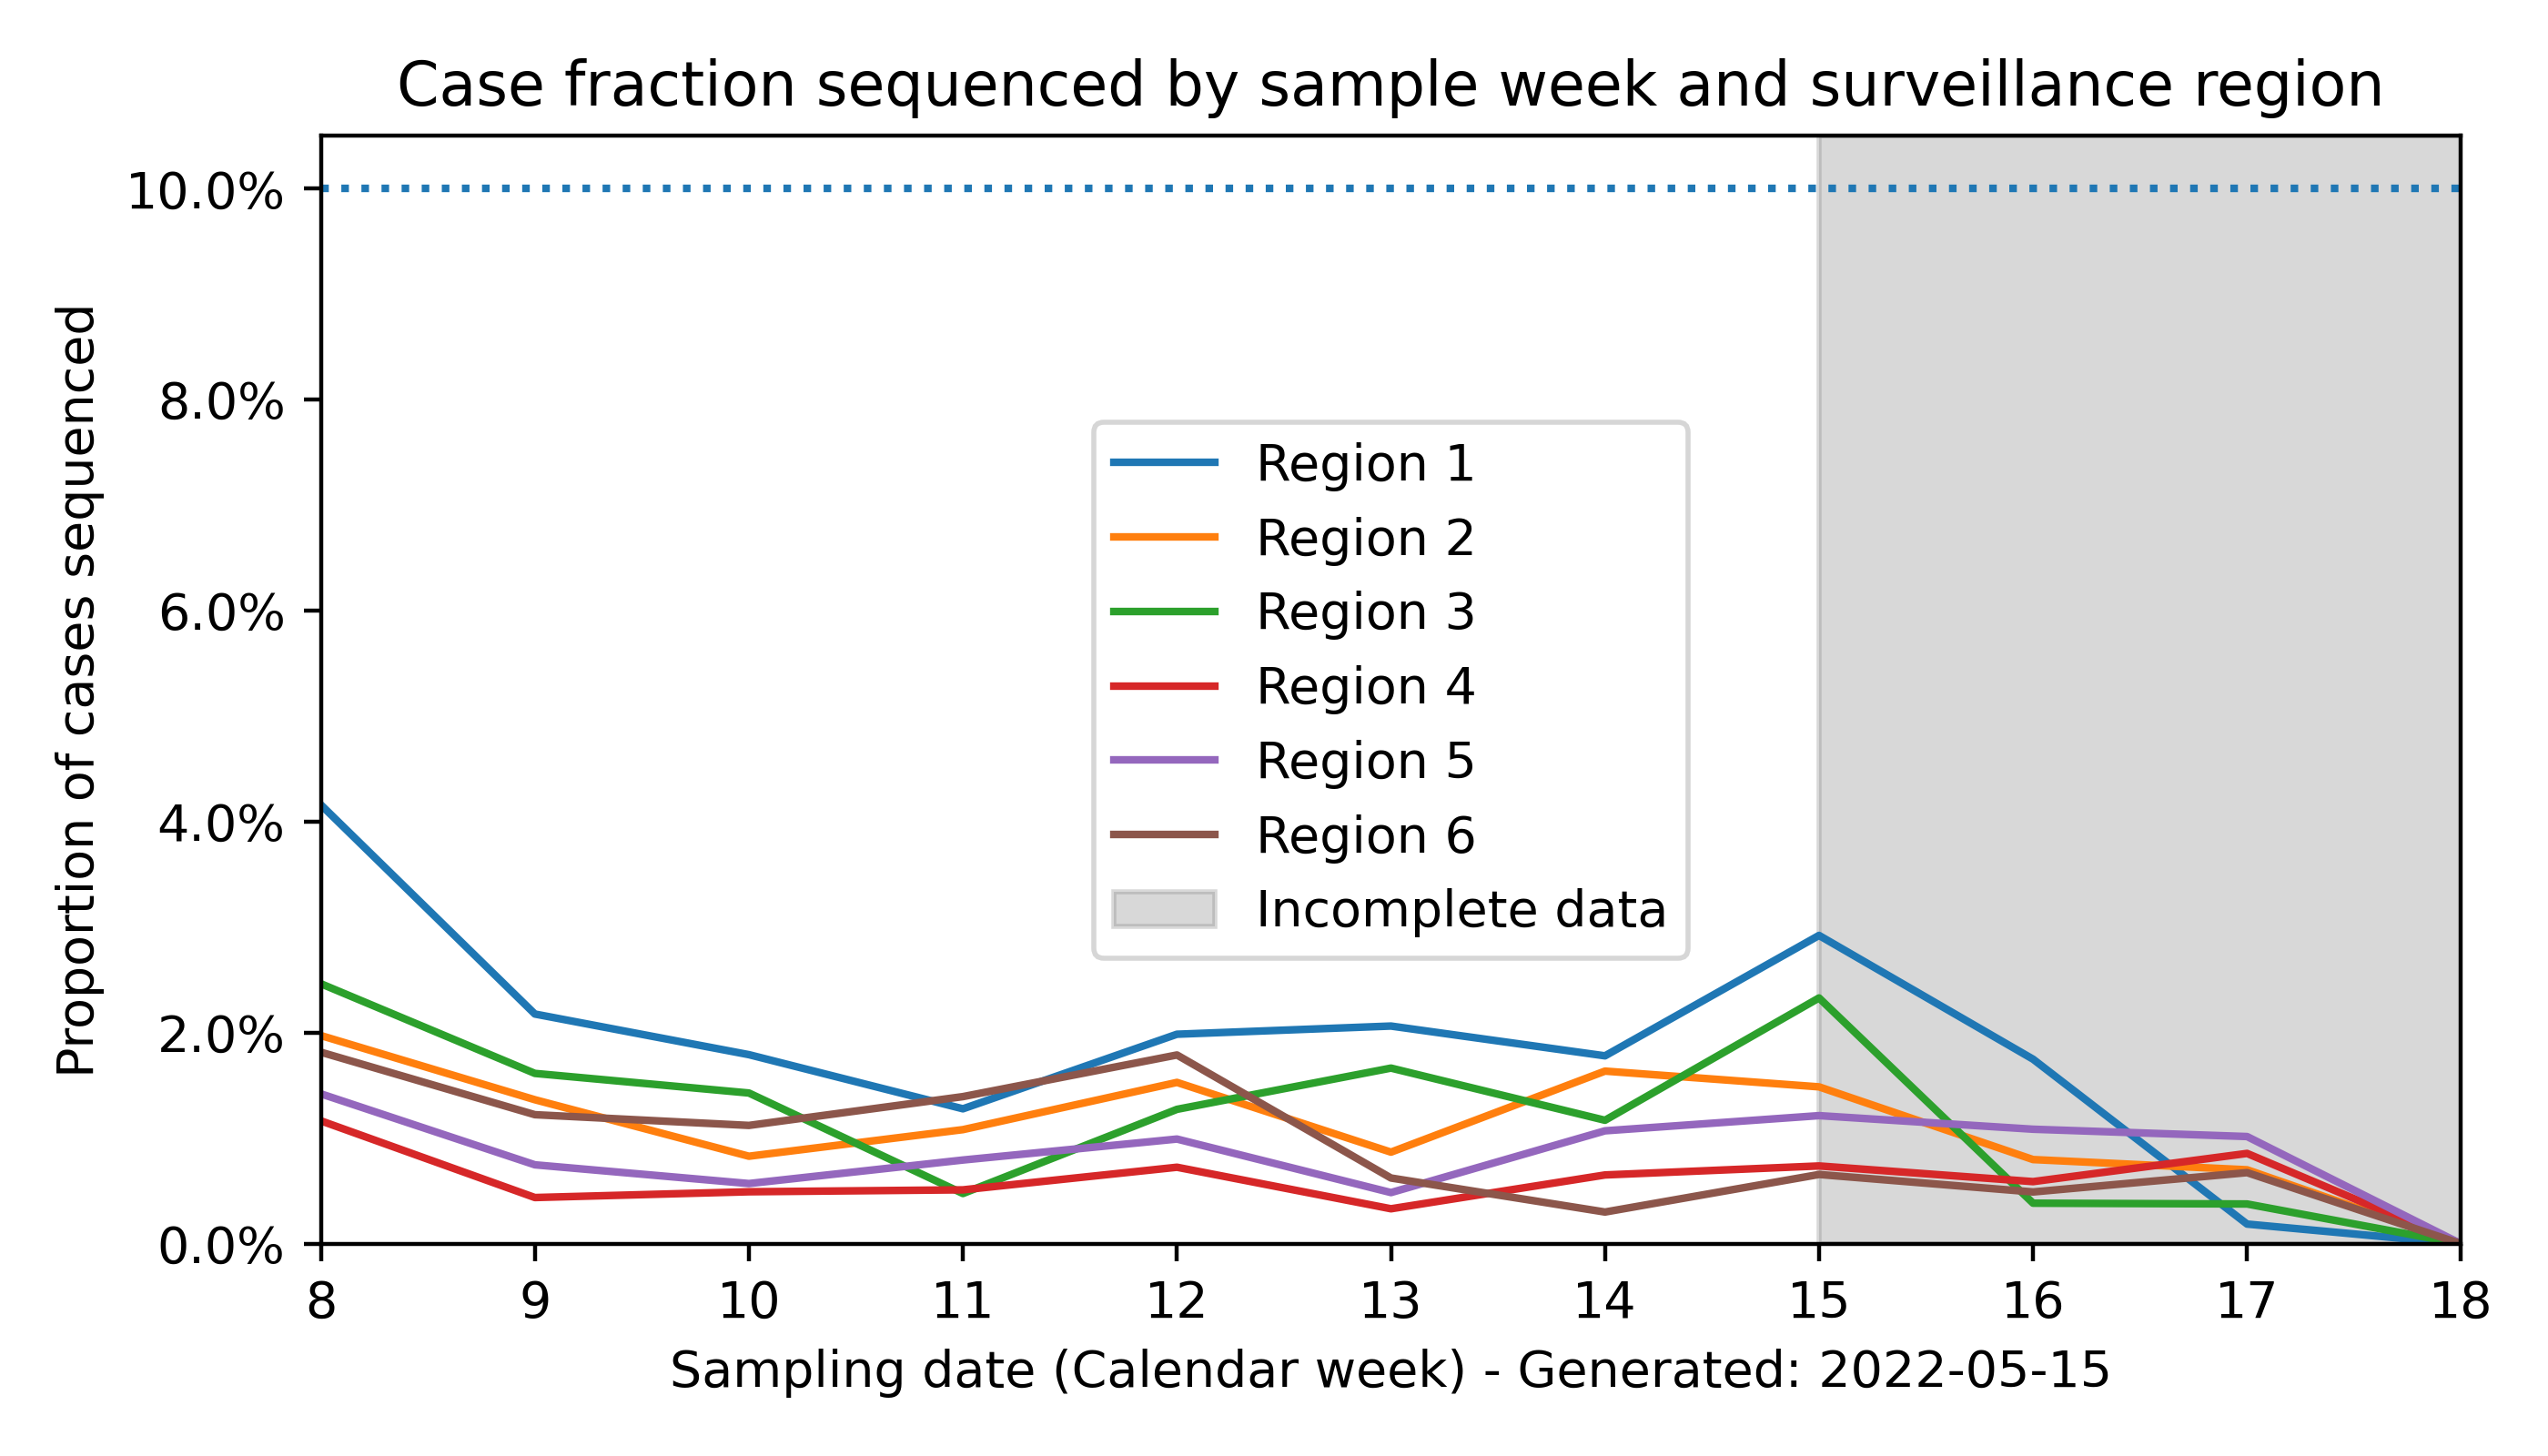 Case fraction sequenced by sample week and surveillance region
Proportion of cases sequenced
10.0%
8.0%
6.0%
4.0%
2.0%
0.0%
Region 1
Region 2
Region 3
Region 4
Region 5
Region 6
Incomplete data
8 9 10 11 12 13 14 15 16 17 18
Sampling date (Calendar week) - Generated: 2022-05-15